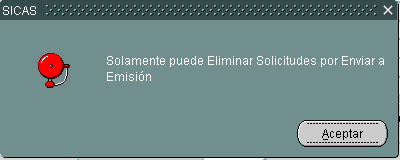 SICAS
Solamente puede Eliminar Solicitudes por Enviar a
Emisión
Aceptar